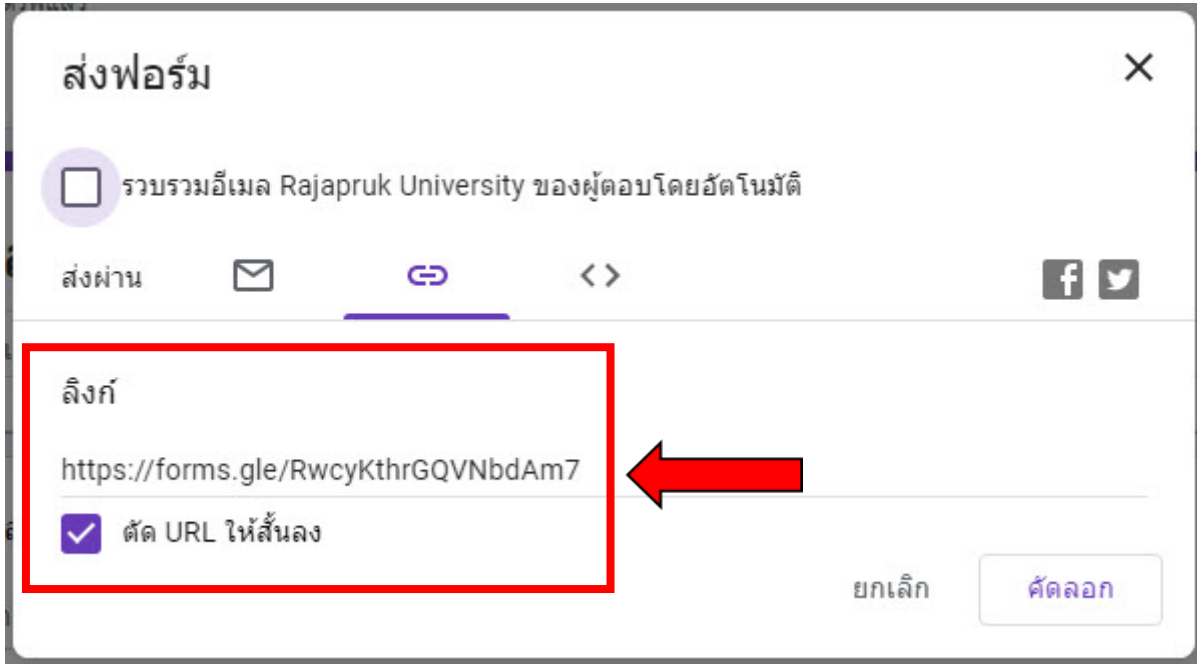 ส่งฟอร์ม
รวบรวมอีเมล Rajapruk University ของผู้ตอบโดยอัตโนมัติ
ส่งผ่าน
ลิงก์
https://forms.gle/RwcyKthrGQVNbdAm7
ตัด URL ให้สั้นลง
ยกเลิก คัดลอก